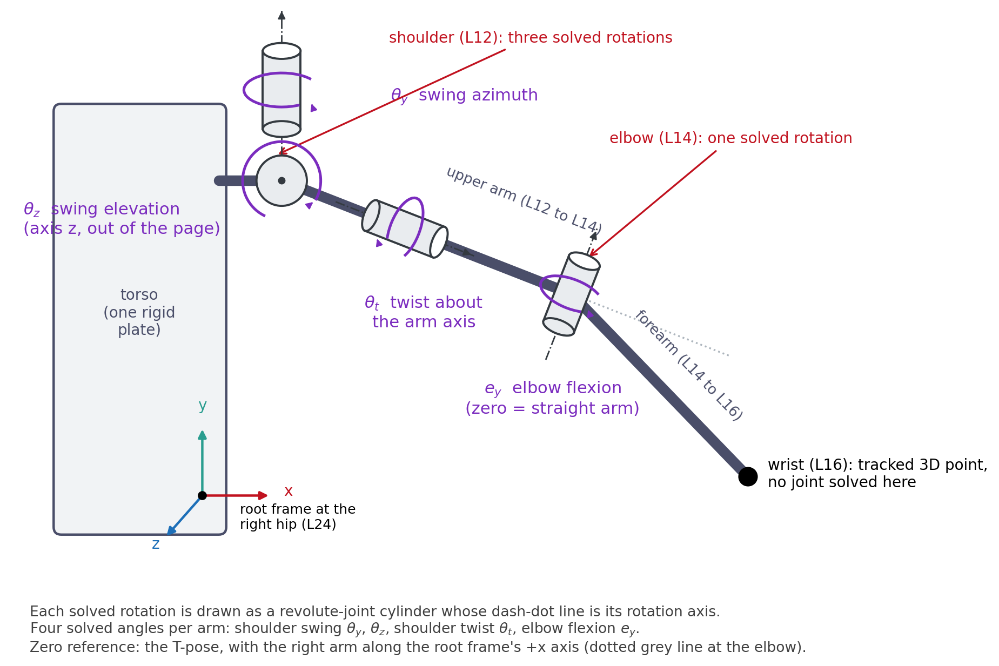 shoulder (L12): three solved rotations
θy swing azimuth
elbow (L14): one solved rotation
upper arm (L12 to L14)
θz swing elevation
(axis z, out of the page)
torso
(one rigid
plate)
θt twist about
the arm axis
forearm (L14 to L16)
ey elbow flexion
(zero = straight arm)
y
wrist (L16): tracked 3D point,
no joint solved here
x
root frame at the
right hip (L24)
z
Each solved rotation is drawn as a revolute-joint cylinder whose dash-dot line is its rotation axis.
Four solved angles per arm: shoulder swing θy, θz, shoulder twist θt, elbow flexion ey.
Zero reference: the T-pose, with the right arm along the root frame's +x axis (dotted grey line at the elbow).